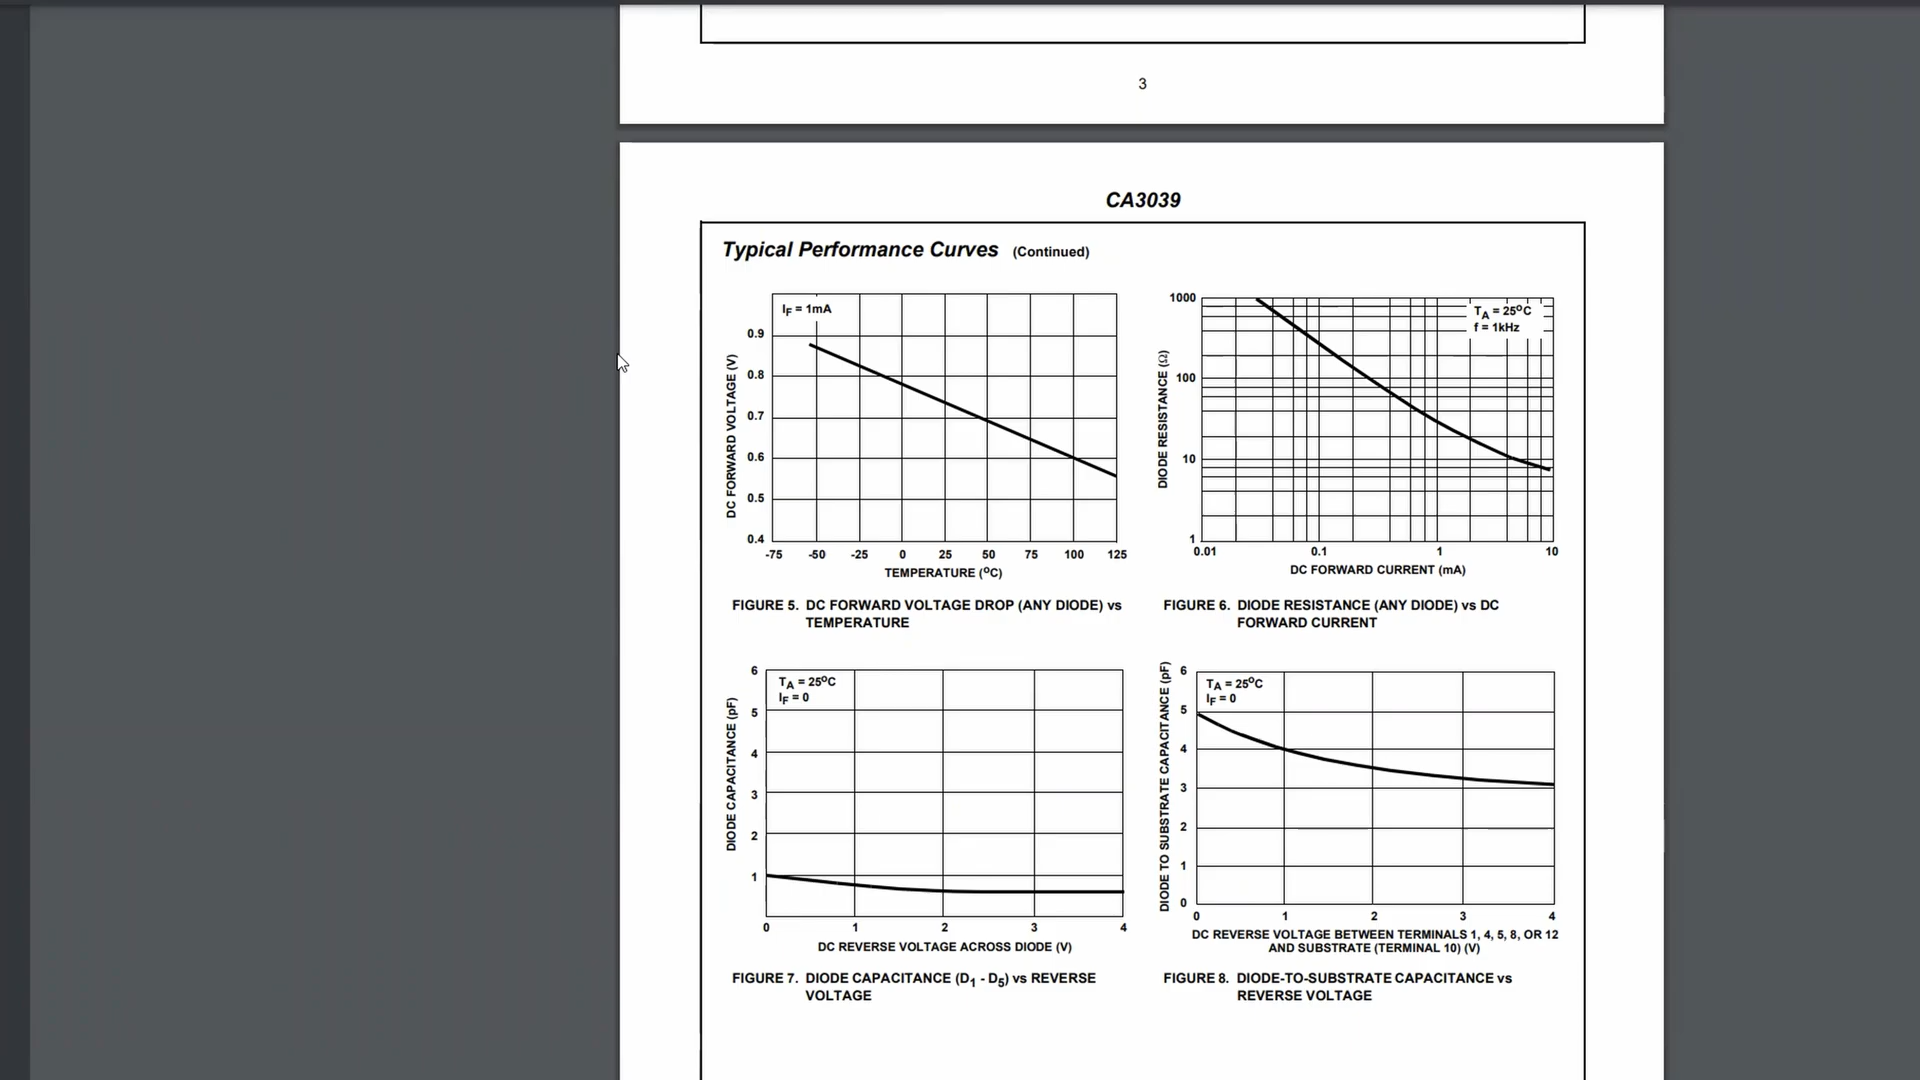 3
CA3039
Typical Performance Curves (Continued)
IF = 1mA
0.9
0.8
0.7
0.6
0.5
0.4
DC FORWARD VOLTAGE (V)
-75 -50 -25 0 25 50 75 100 125
TEMPERATURE (oC)
FIGURE 5. DC FORWARD VOLTAGE DROP (ANY DIODE) vs
TEMPERATURE
TA = 25oC
f = 1kHz
1000
100
10
1
DIODE RESISTANCE (Ω)
0.01 0.1 1 10
DC FORWARD CURRENT (mA)
FIGURE 6. DIODE RESISTANCE (ANY DIODE) vs DC
FORWARD CURRENT
TA = 25oC
IF = 0
6
5
4
3
2
1
DIODE CAPACITANCE (pF)
0 1 2 3 4
DC REVERSE VOLTAGE ACROSS DIODE (V)
FIGURE 7. DIODE CAPACITANCE (D1 - D5) vs REVERSE
VOLTAGE
TA = 25oC
IF = 0
6
5
4
3
2
1
0
DIODE TO SUBSTRATE CAPACITANCE (pF)
0 1 2 3 4
DC REVERSE VOLTAGE BETWEEN TERMINALS 1, 4, 5, 8, OR 12
AND SUBSTRATE (TERMINAL 10) (V)
FIGURE 8. DIODE-TO-SUBSTRATE CAPACITANCE vs
REVERSE VOLTAGE